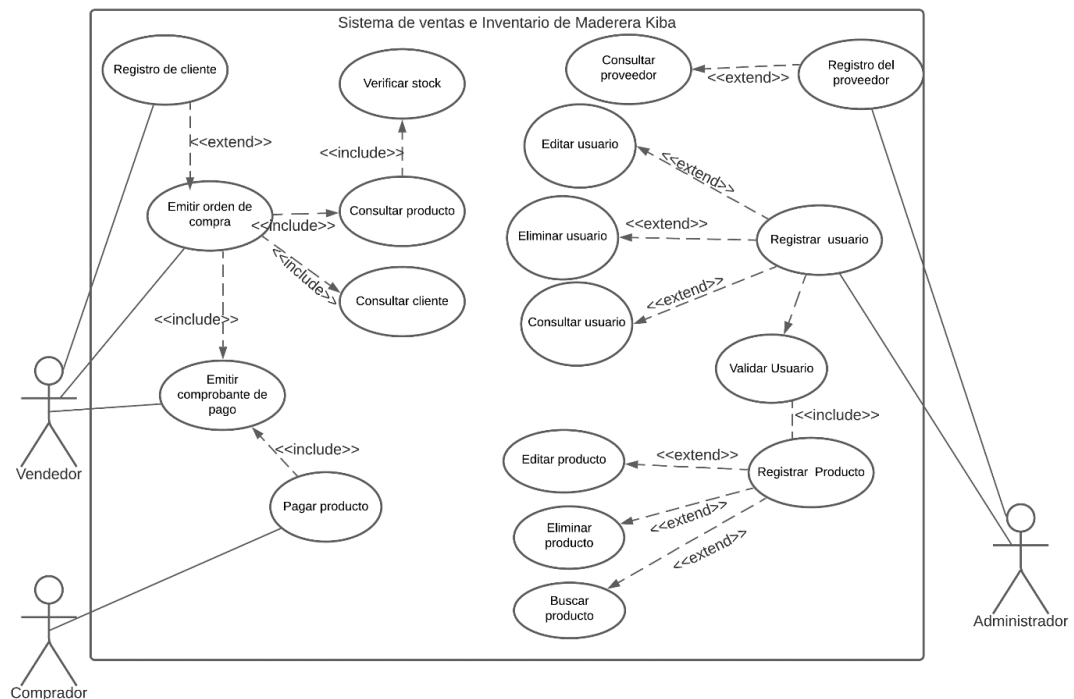 Sistema de ventas e Inventario de Maderera Kiba
Registro de cliente
Verificar stock
Consultar
proveedor
<<extend>>
Registro del
proveedor
<<extend>>
<<include>>
Editar usuario
<<extend>>
Emitir orden de
compra
<<include>>
Consultar producto
Eliminar usuario
<<extend>>
Registrar  usuario
<<include>>
Consultar cliente
<<extend>>
Consultar usuario
<<include>>
Validar Usuario
Emitir
comprobante de
pago
<<include>>
Vendedor
<<include>>
Editar producto
<<extend>>
Registrar  Producto
Pagar producto
Eliminar
producto
<<extend>>
<<extend>>
Buscar
producto
Administrador
Comprador